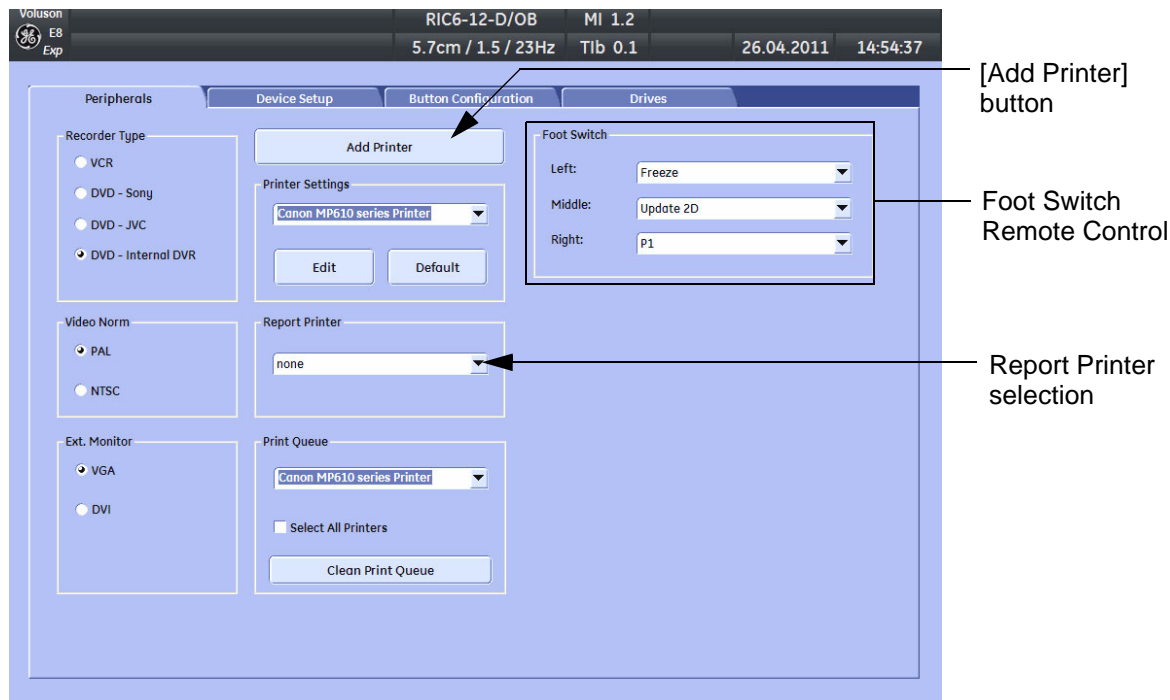 Voluson
E8
Exp
RIC6-12-D/OB MI 1.2
5.7cm / 1.5 / 23Hz TIb 0.1 26.04.2011 14:54:37
Peripherals Device Setup Button Configuration Drives
Recorder Type
VCR
DVD - Sony
DVD - JVC
DVD - Internal DVR
Video Norm
PAL
NTSC
Ext. Monitor
VGA
DVI
Add Printer
Printer Settings
Canon MP610 series Printer
Edit Default
Report Printer
none
Print Queue
Canon MP610 series Printer
Select All Printers
Clean Print Queue
Foot Switch
Left: Freeze
Middle: Update 2D
Right: P1
[Add Printer]
button
Foot Switch
Remote Control
Report Printer
selection